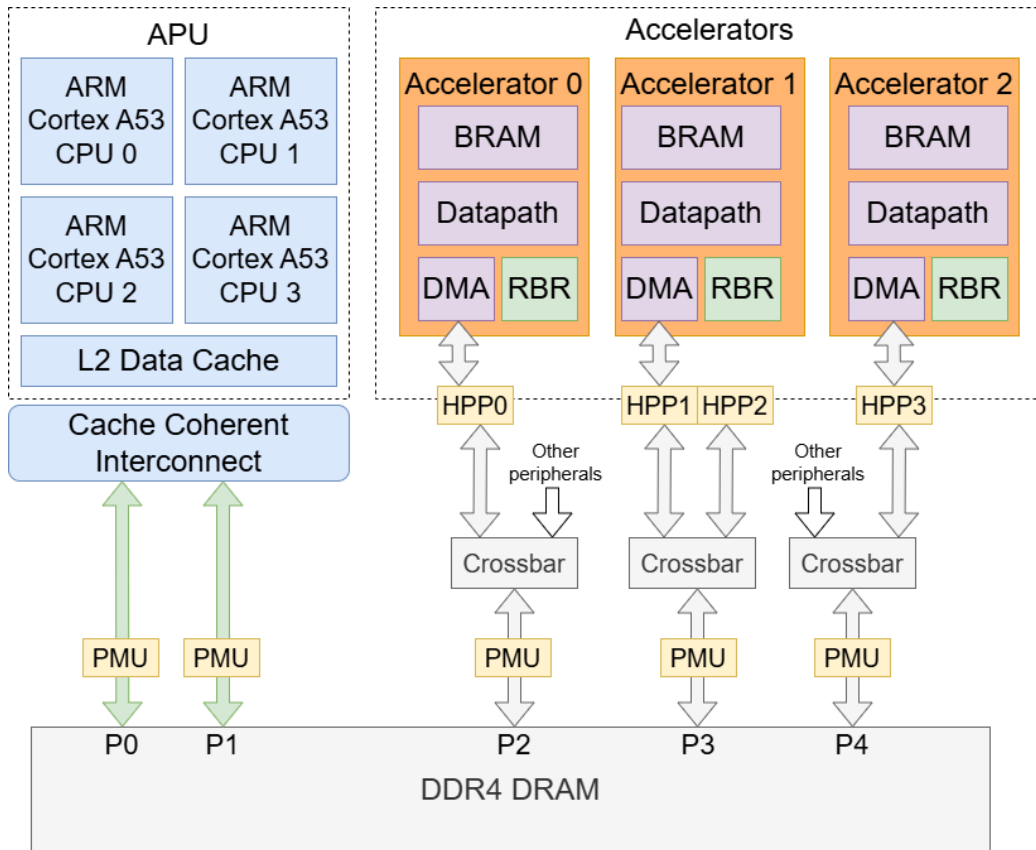 APU
ARM
Cortex A53
CPU 0
ARM
Cortex A53
CPU 1
ARM
Cortex A53
CPU 2
ARM
Cortex A53
CPU 3
L2 Data Cache
Cache Coherent
Interconnect
Accelerators
Accelerator 0
BRAM
Datapath
DMA
RBR
Accelerator 1
BRAM
Datapath
DMA
RBR
Accelerator 2
BRAM
Datapath
DMA
RBR
HPP0
HPP1
HPP2
HPP3
Other
peripherals
Other
peripherals
Crossbar
Crossbar
Crossbar
PMU
PMU
PMU
PMU
PMU
P0
P1
P2
P3
P4
DDR4 DRAM